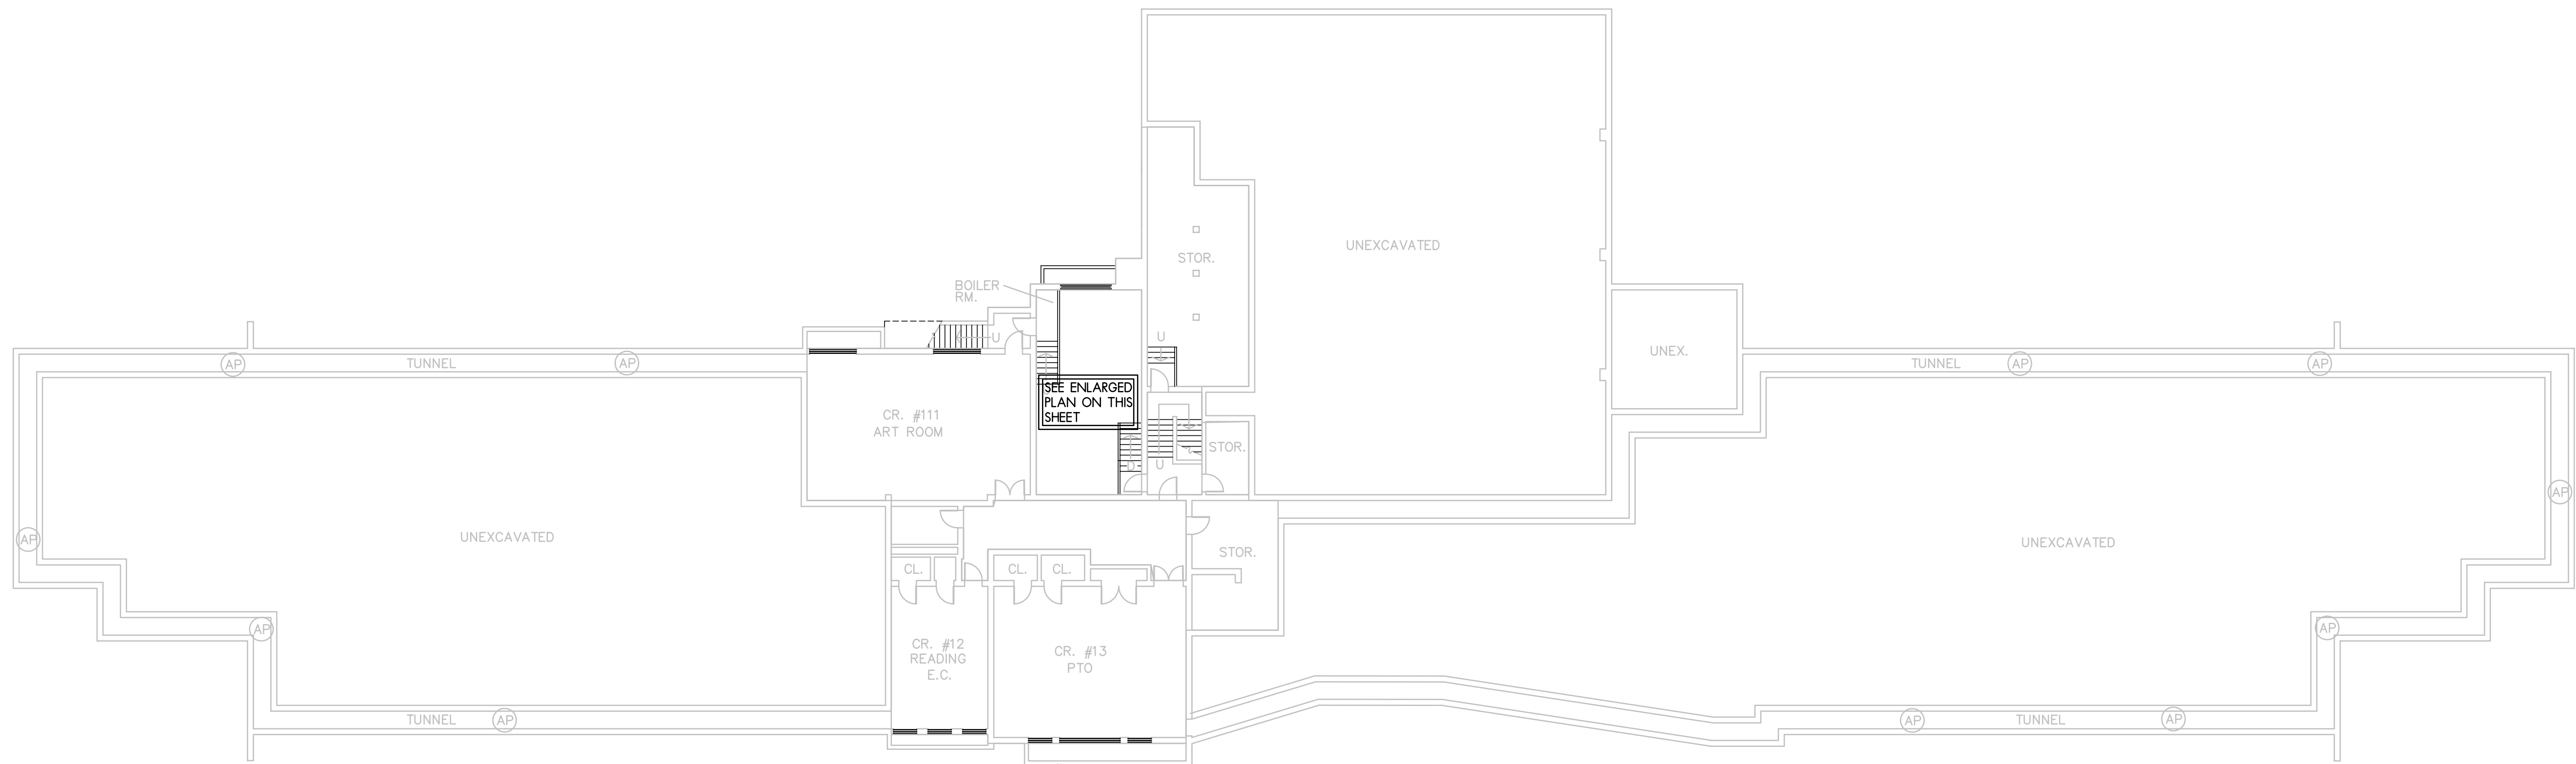 UNEXCAVATED
STOR.
BOILER
RM.
U
U
UNEX.
AP
TUNNEL
AP
TUNNEL
AP
AP
SEE ENLARGED
PLAN ON THIS
SHEET
CR. #111
ART ROOM
STOR.
D
U
AP
AP
UNEXCAVATED
UNEXCAVATED
STOR.
CL.
CL.
CL.
AP
AP
CR. #12
READING
E.C.
CR. #13
PTO
TUNNEL
AP
AP
TUNNEL
AP